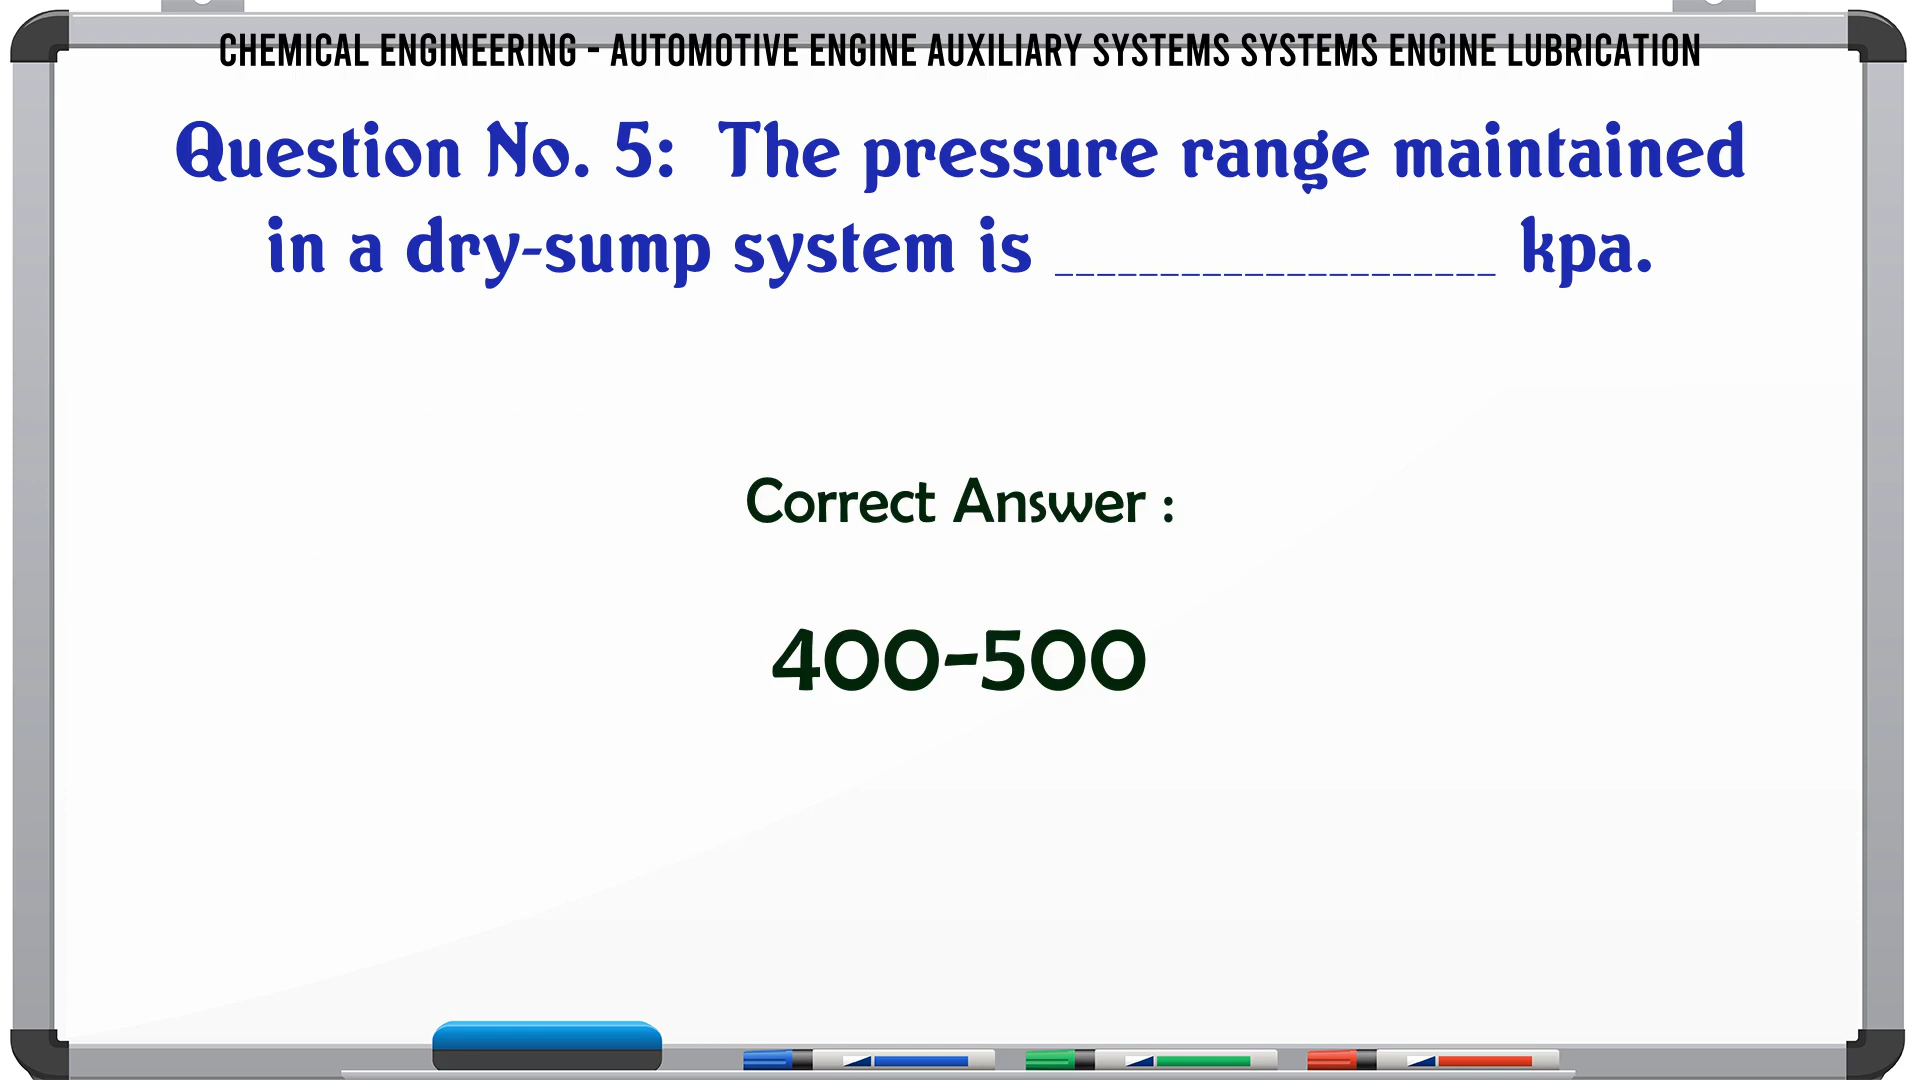 CHEMICAL ENGINEERING - AUTOMOTIVE ENGINE AUXILIARY SYSTEMS SYSTEMS ENGINE LUBRICATION
Question No. 5: The pressure range maintained
in a dry-sump system is ____________________ kpa.
Correct Answer :
400-500